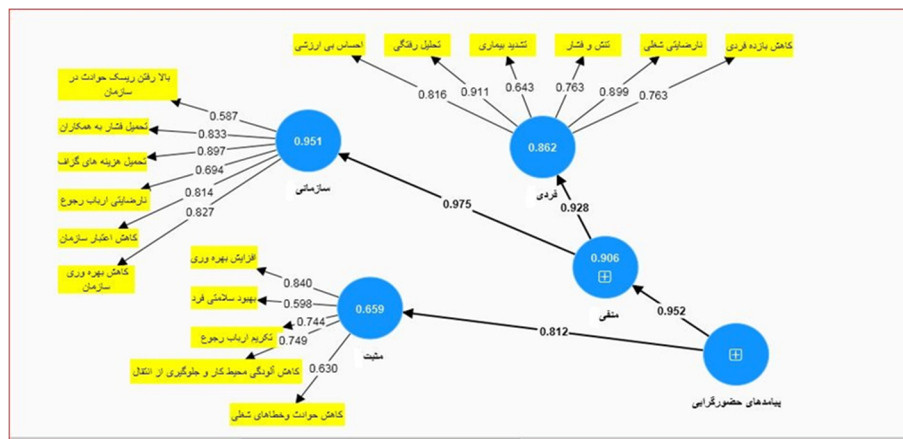 احساس بی ارزشی
تحلیل رفتگی
تشدید بیماری
تنش و فشار
نارضایتی شغلی
کاهش بازده فردی
0.816
0.911
0.643
0.763
0.899
0.763
0.862
فردی
بالا رفتن ریسک حوادث در
سازمان
تحمیل فشار به همکاران
تحمیل هزینه های گزاف
نارضایتی ارباب رجوع
کاهش اعتبار سازمان
کاهش بهره وری
سازمان
0.587
0.833
0.897
0.694
0.814
0.827
0.951
سازمانی
0.975
0.928
0.906
منفی
0.952
افزایش بهره وری
بهبود سلامتی فرد
تکریم ارباب رجوع
کاهش آلودگی محیط کار و جلوگیری از انتقال
کاهش حوادث وخطاهای شغلی
0.840
0.598
0.744
0.749
0.630
0.659
مثبت
0.812
پیامدهای حضورگرایی